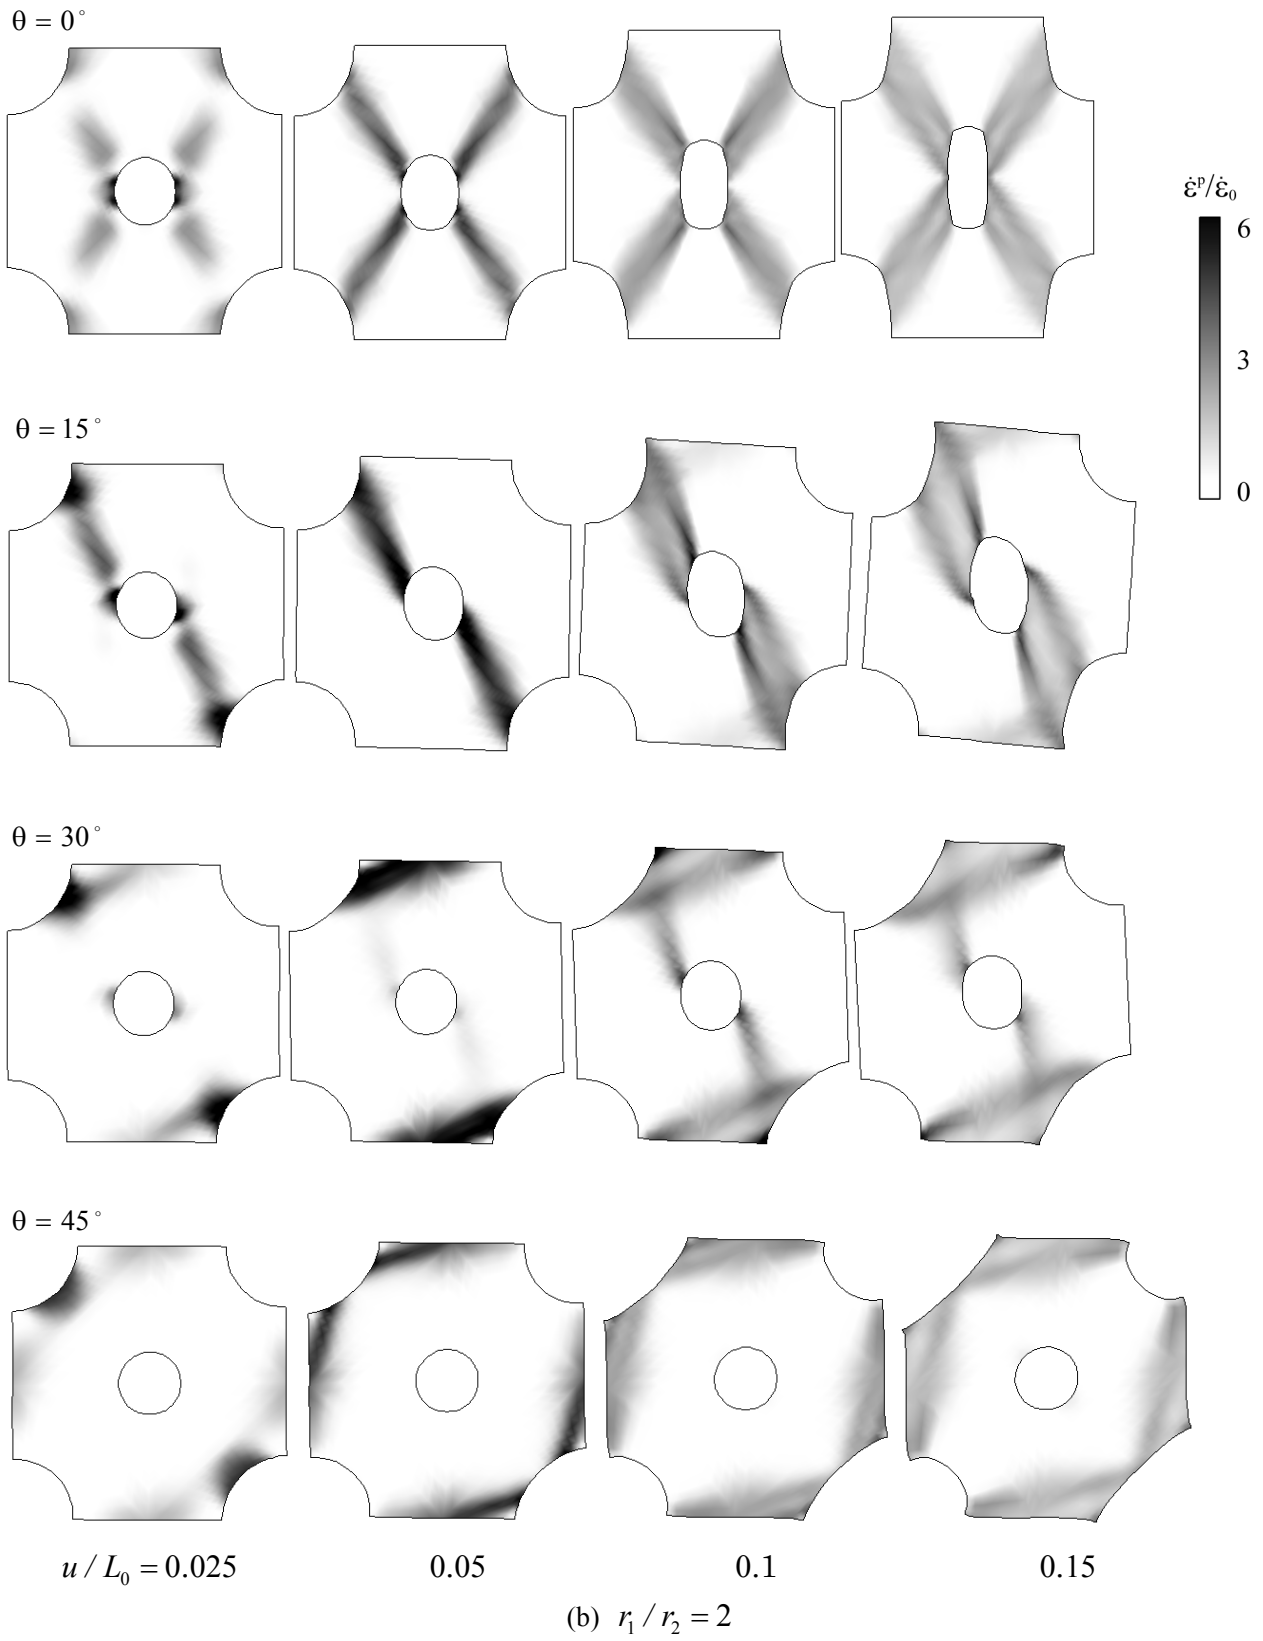 θ = 0°
ε̇ᵖ/ε̇₀
6
3
0
θ = 15°
θ = 30°
θ = 45°
u / L₀ = 0.025 0.05 0.1 0.15
(b) r₁ / r₂ = 2